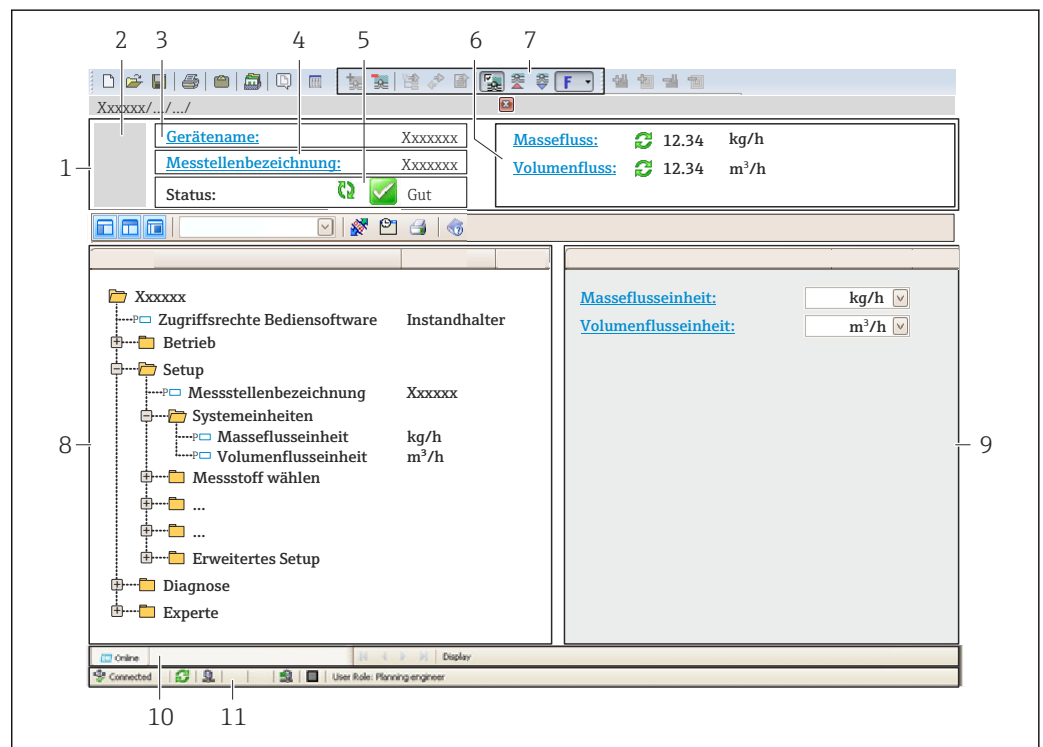 2 3 4 5 6 7
F
Xxxxxx/.../.../
1
Gerätename: Xxxxxxx
Messtellenbezeichnung: Xxxxxxx
Status: Gut
Massefluss: 12.34 kg/h
Volumenfluss: 12.34 m³/h
Xxxxxx
P Zugriffsrechte Bediensoftware Instandhalter
Betrieb
Setup
P Messstellenbezeichnung Xxxxxx
Systemeinheiten
P Masseflusseinheit kg/h
P Volumenflusseinheit m³/h
Messstoff wählen
...
...
Erweitertes Setup
Diagnose
Experte
8
Masseflusseinheit: kg/h
Volumenflusseinheit: m³/h
9
Online Display
Connected User Role: Planning engineer
10 11